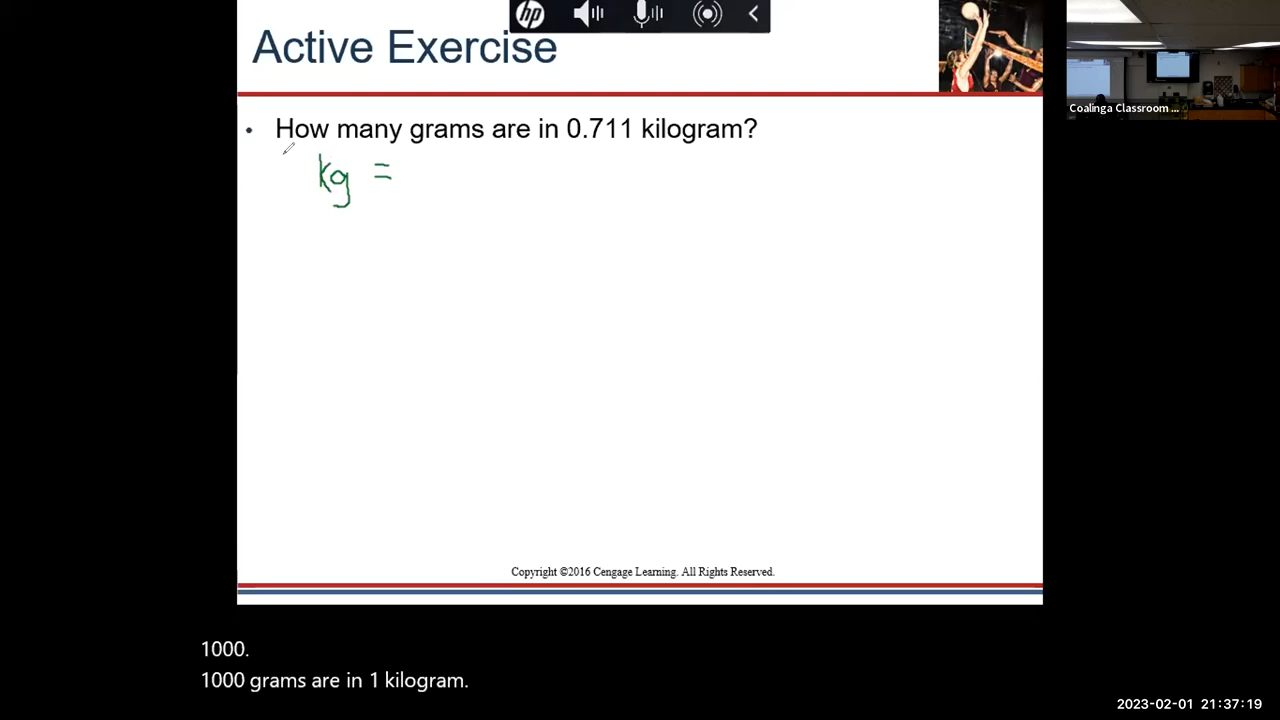 hp
Active Exercise
Coalinga Classroom ...
• How many grams are in 0.711 kilogram?
kg =
Copyright ©2016 Cengage Learning. All Rights Reserved.
1000.
1000 grams are in 1 kilogram.
2023-02-01 21:37:19